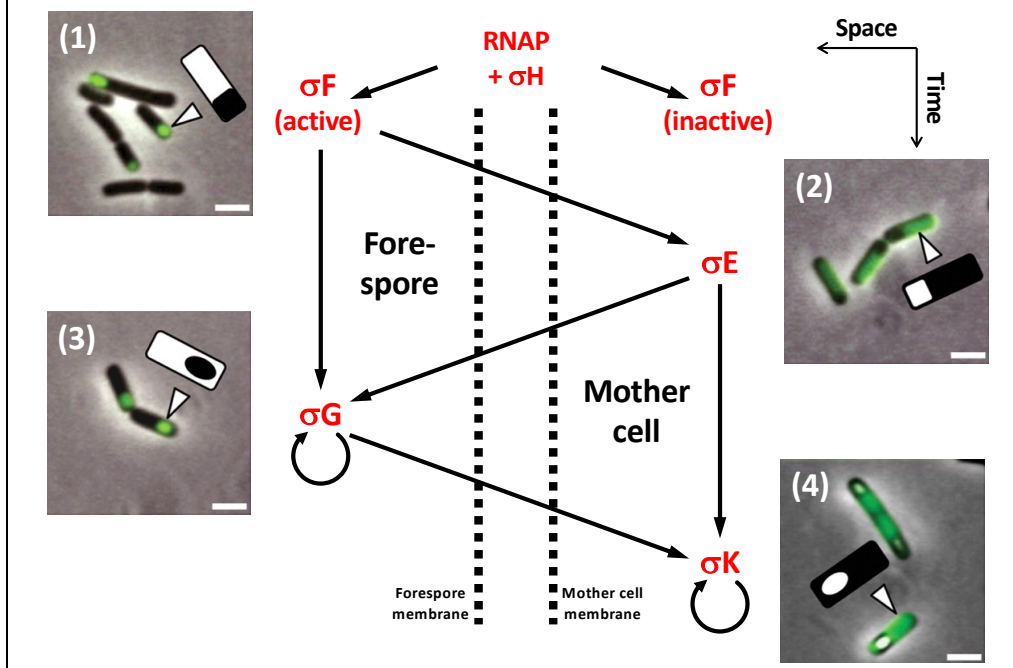 (1)
RNAP
+ σH
Space
Time
σF
(active)
σF
(inactive)
(2)
Fore-
spore
σE
(3)
Mother
cell
σG
(4)
σK
Forespore
membrane
Mother cell
membrane